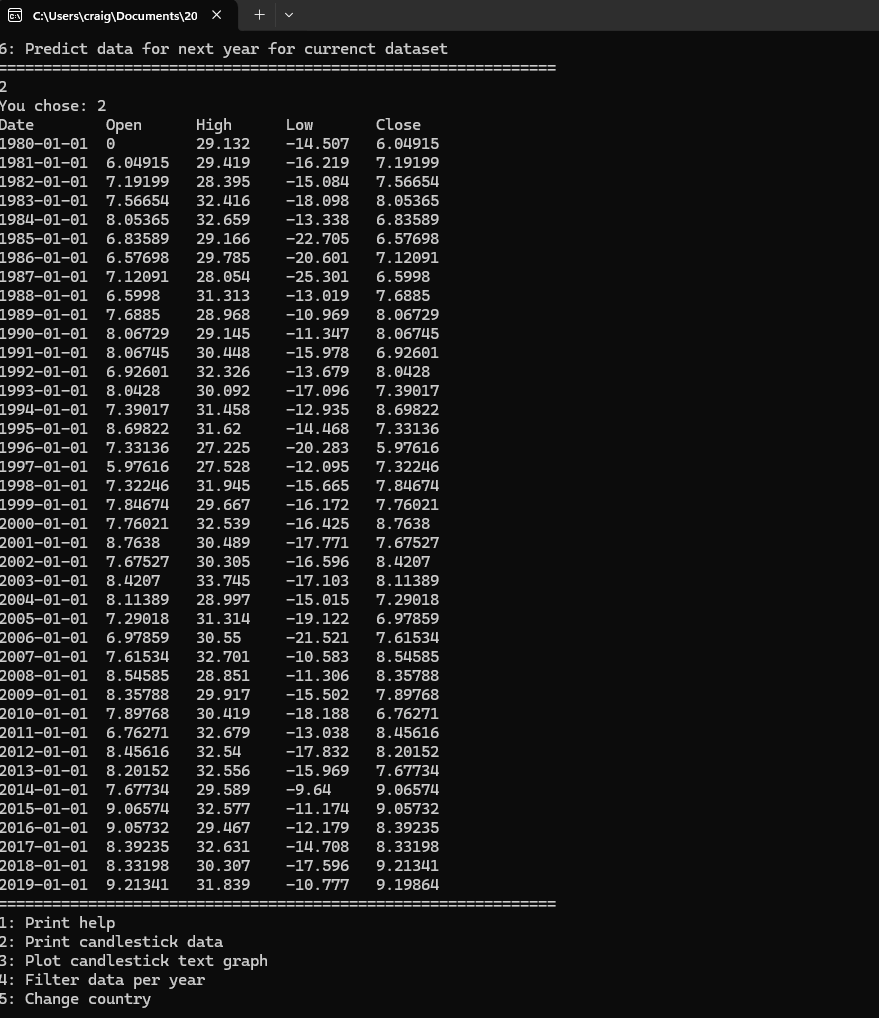 C:\Users\craig\Documents\20
6: Predict data for next year for currenct dataset
==============================================================
2
You chose: 2
Date Open High Low Close
1980-01-01 0 29.132 -14.507 6.04915
1981-01-01 6.04915 29.419 -16.219 7.19199
1982-01-01 7.19199 28.395 -15.084 7.56654
1983-01-01 7.56654 32.416 -18.098 8.05365
1984-01-01 8.05365 32.659 -13.338 6.83589
1985-01-01 6.83589 29.166 -22.705 6.57698
1986-01-01 6.57698 29.785 -20.601 7.12091
1987-01-01 7.12091 28.054 -25.301 6.5998
1988-01-01 6.5998 31.313 -13.019 7.6885
1989-01-01 7.6885 28.968 -10.969 8.06729
1990-01-01 8.06729 29.145 -11.347 8.06745
1991-01-01 8.06745 30.448 -15.978 6.92601
1992-01-01 6.92601 32.326 -13.679 8.0428
1993-01-01 8.0428 30.092 -17.096 7.39017
1994-01-01 7.39017 31.458 -12.935 8.69822
1995-01-01 8.69822 31.62 -14.468 7.33136
1996-01-01 7.33136 27.225 -20.283 5.97616
1997-01-01 5.97616 27.528 -12.095 7.32246
1998-01-01 7.32246 31.945 -15.665 7.84674
1999-01-01 7.84674 29.667 -16.172 7.76021
2000-01-01 7.76021 32.539 -16.425 8.7638
2001-01-01 8.7638 30.489 -17.771 7.67527
2002-01-01 7.67527 30.305 -16.596 8.4207
2003-01-01 8.4207 33.745 -17.103 8.11389
2004-01-01 8.11389 28.997 -15.015 7.29018
2005-01-01 7.29018 31.314 -19.122 6.97859
2006-01-01 6.97859 30.55 -21.521 7.61534
2007-01-01 7.61534 32.701 -10.583 8.54585
2008-01-01 8.54585 28.851 -11.306 8.35788
2009-01-01 8.35788 29.917 -15.502 7.89768
2010-01-01 7.89768 30.419 -18.188 6.76271
2011-01-01 6.76271 32.679 -13.038 8.45616
2012-01-01 8.45616 32.54 -17.832 8.20152
2013-01-01 8.20152 32.556 -15.969 7.67734
2014-01-01 7.67734 29.589 -9.64 9.06574
2015-01-01 9.06574 32.577 -11.174 9.05732
2016-01-01 9.05732 29.467 -12.179 8.39235
2017-01-01 8.39235 32.631 -14.708 8.33198
2018-01-01 8.33198 30.307 -17.596 9.21341
2019-01-01 9.21341 31.839 -10.777 9.19864
==============================================================
1: Print help
2: Print candlestick data
3: Plot candlestick text graph
4: Filter data per year
5: Change country